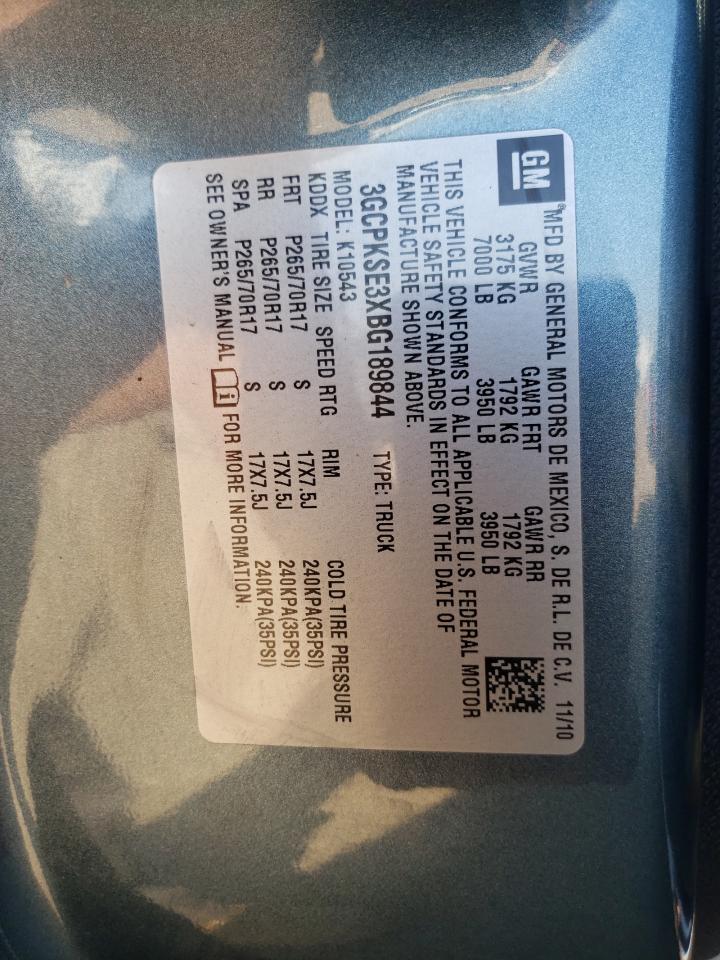 GM
®MFD BY GENERAL MOTORS DE MEXICO, S. DE R.L. DE C.V. 11/10
GVWR GAWR FRT GAWR RR
3175 KG 1792 KG 1792 KG
7000 LB 3950 LB 3950 LB
THIS VEHICLE CONFORMS TO ALL APPLICABLE U.S. FEDERAL MOTOR
VEHICLE SAFETY STANDARDS IN EFFECT ON THE DATE OF
MANUFACTURE SHOWN ABOVE.
3GCPKSE3XBG189844 TYPE: TRUCK
MODEL: K10543
KDDX TIRE SIZE SPEED RTG RIM COLD TIRE PRESSURE
FRT P265/70R17 S 17X7.5J 240KPA(35PSI)
RR P265/70R17 S 17X7.5J 240KPA(35PSI)
SPA P265/70R17 S 17X7.5J 240KPA(35PSI)
SEE OWNER'S MANUAL i FOR MORE INFORMATION.